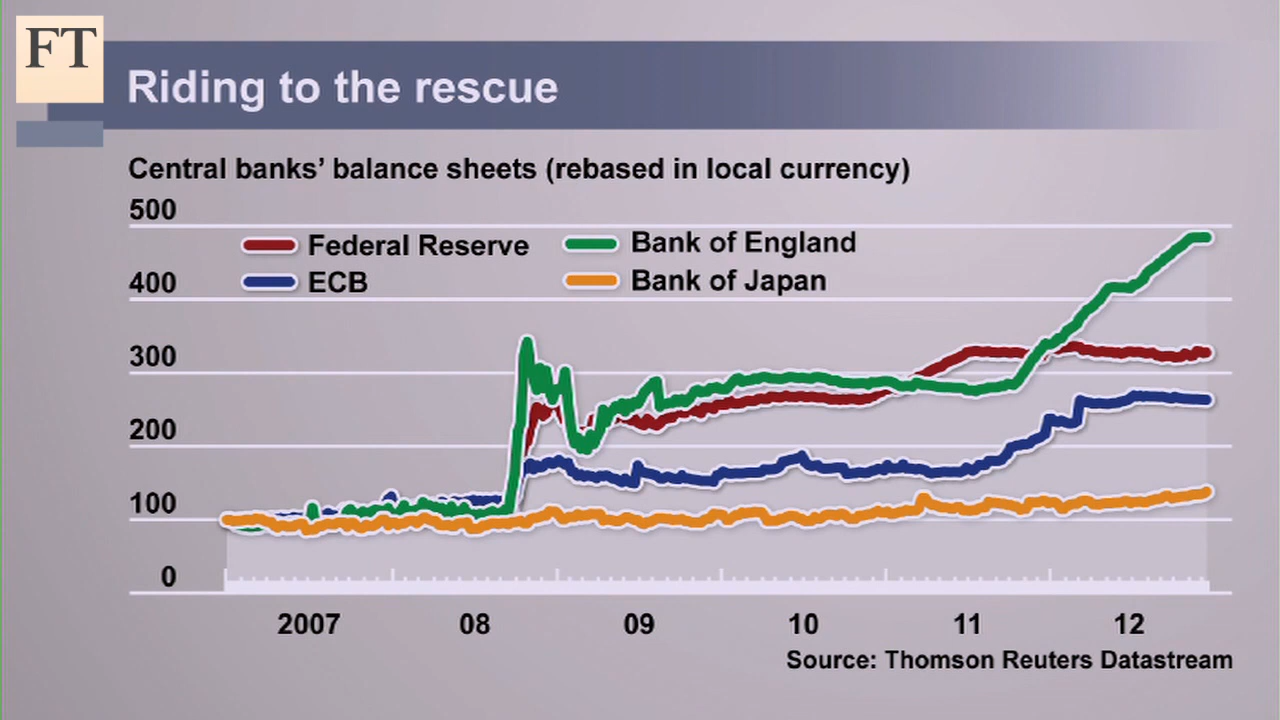 FT
Riding to the rescue
Central banks’ balance sheets (rebased in local currency)
500
Federal Reserve
Bank of England
ECB
Bank of Japan
400
300
200
100
0
2007 08 09 10 11 12
Source: Thomson Reuters Datastream